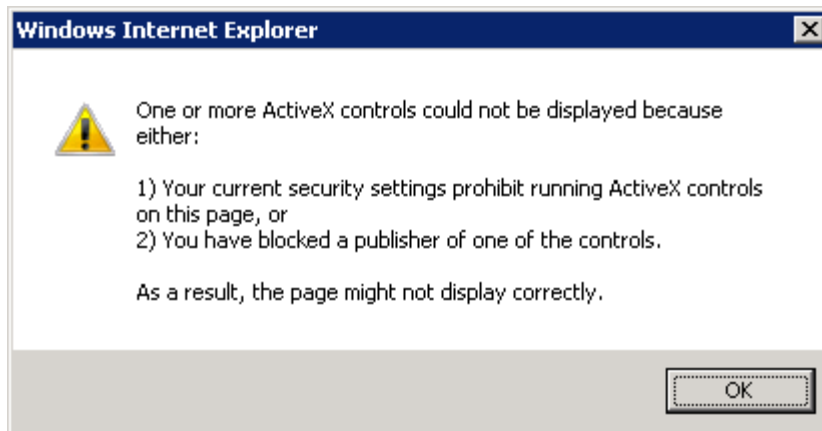 Windows Internet Explorer
One or more ActiveX controls could not be displayed because
either:
1) Your current security settings prohibit running ActiveX controls
on this page, or
2) You have blocked a publisher of one of the controls.
As a result, the page might not display correctly.
OK